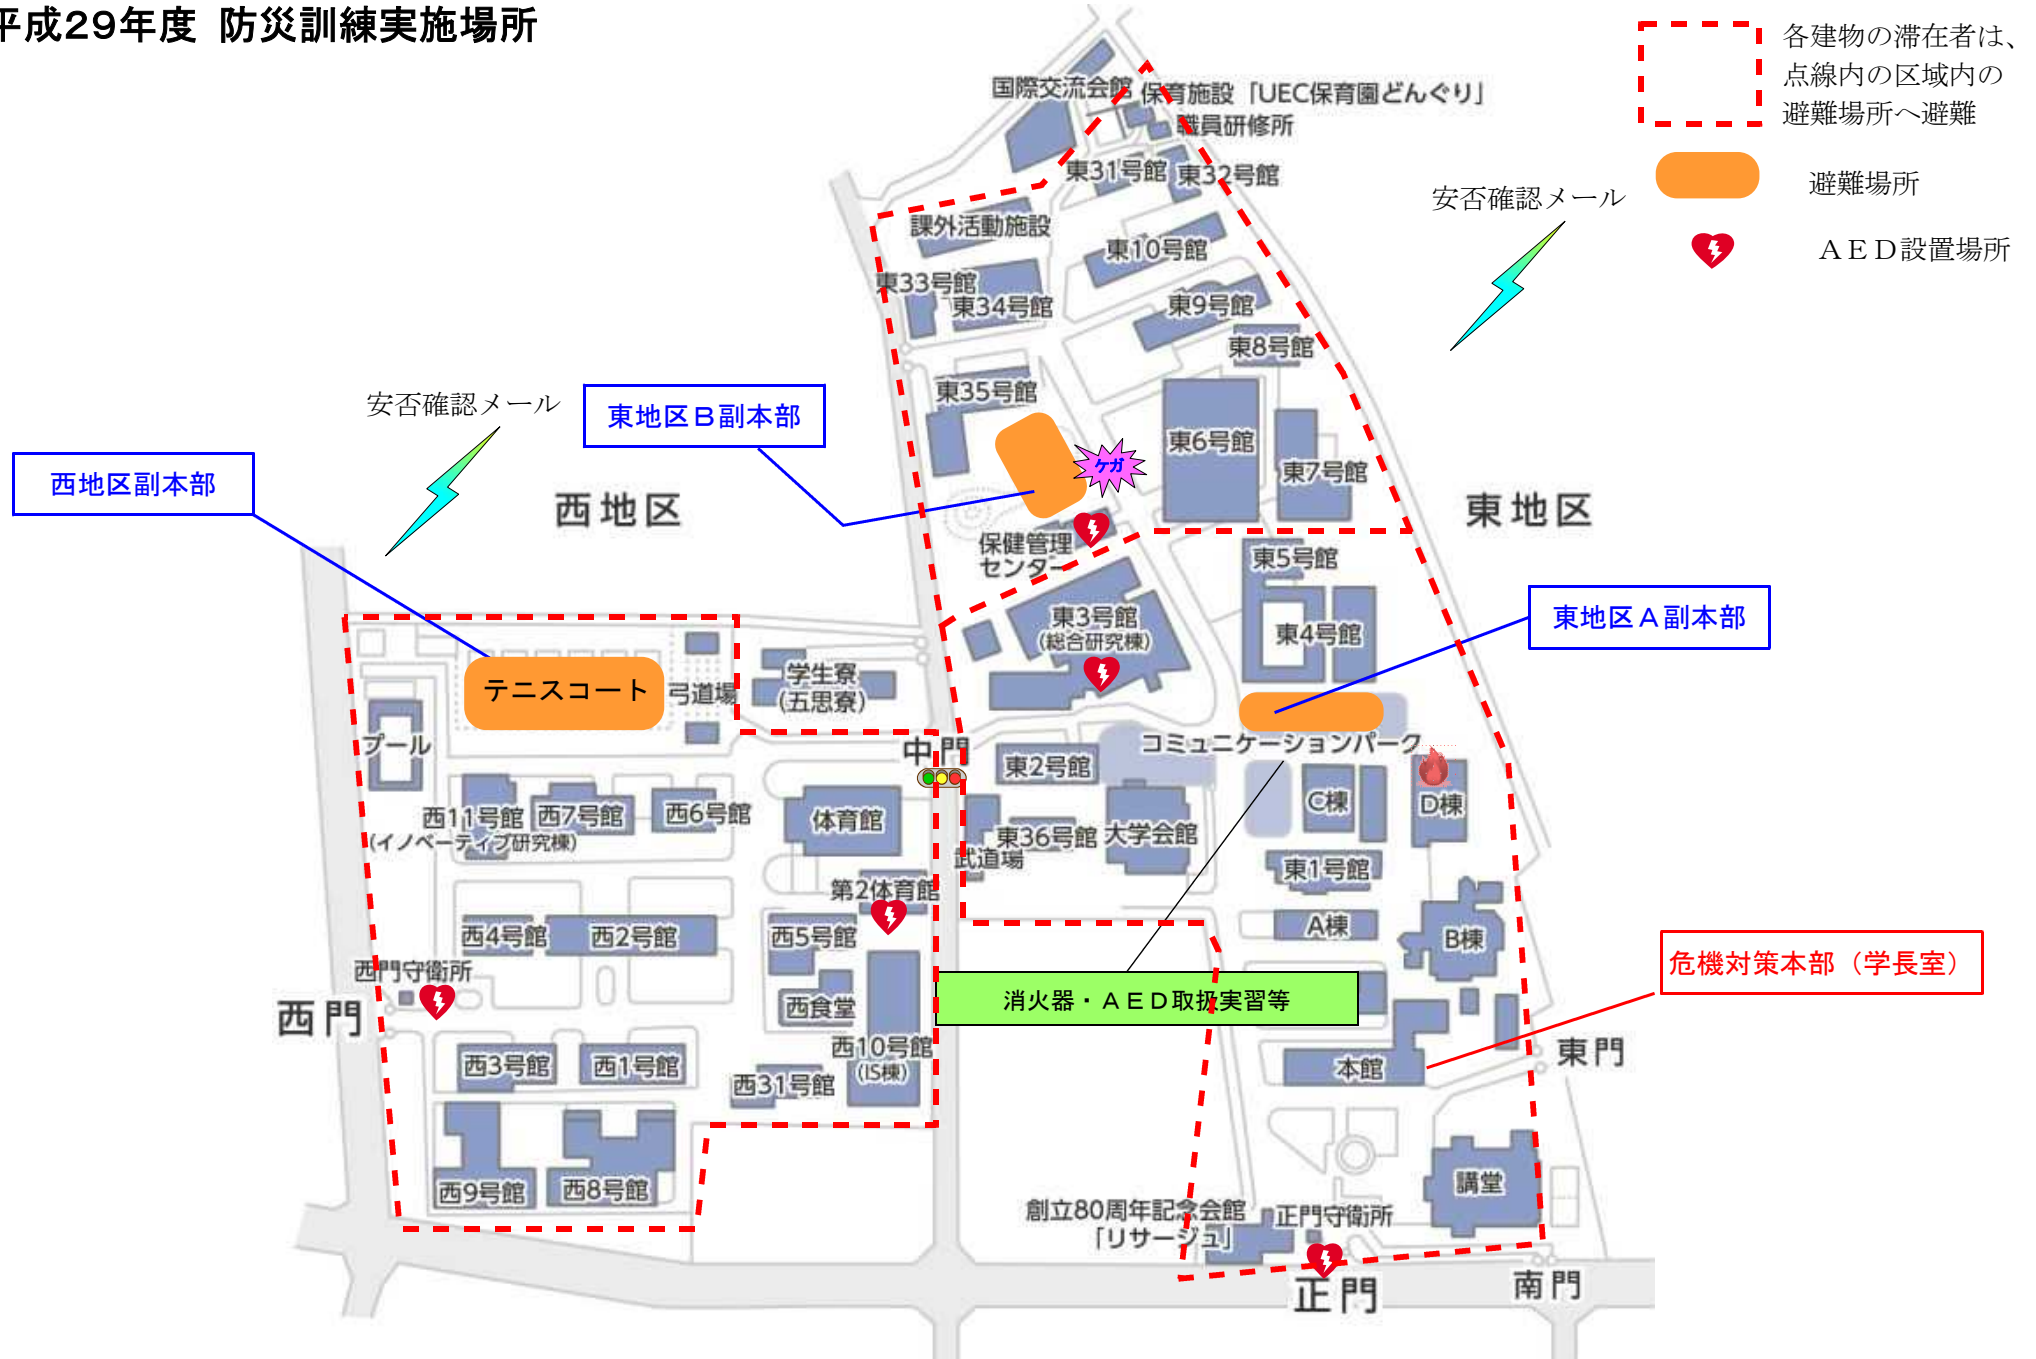 平成29年度 防災訓練実施場所
各建物の滞在者は、
点線内の区域内の
避難場所へ避難
避難場所
ＡＥＤ設置場所
安否確認メール
国際交流会館
保育施設「UEC保育園どんぐり」
職員研修所
東31号館
東32号館
課外活動施設
東10号館
東33号館
東34号館
東9号館
東8号館
東35号館
安否確認メール
東地区Ｂ副本部
西地区副本部
西地区
東6号館
ケガ
東7号館
東地区
保健管理
センター
東5号館
東3号館
(総合研究棟)
東4号館
東地区Ａ副本部
テニスコート
弓道場
学生寮
(五思寮)
プール
中門
東2号館
コミュニケーションパーク
西11号館
(イノベーティブ研究棟)
西7号館
西6号館
体育館
武道場
東36号館
大学会館
C棟
D棟
東1号館
第2体育館
西4号館
西2号館
西5号館
A棟
B棟
西門守衛所
西門
西食堂
消火器・ＡＥＤ取扱実習等
危機対策本部（学長室）
西3号館
西1号館
西10号館
(IS棟)
西31号館
本館
東門
西9号館
西8号館
講堂
創立80周年記念会館
「リサージュ」
正門守衛所
正門
南門